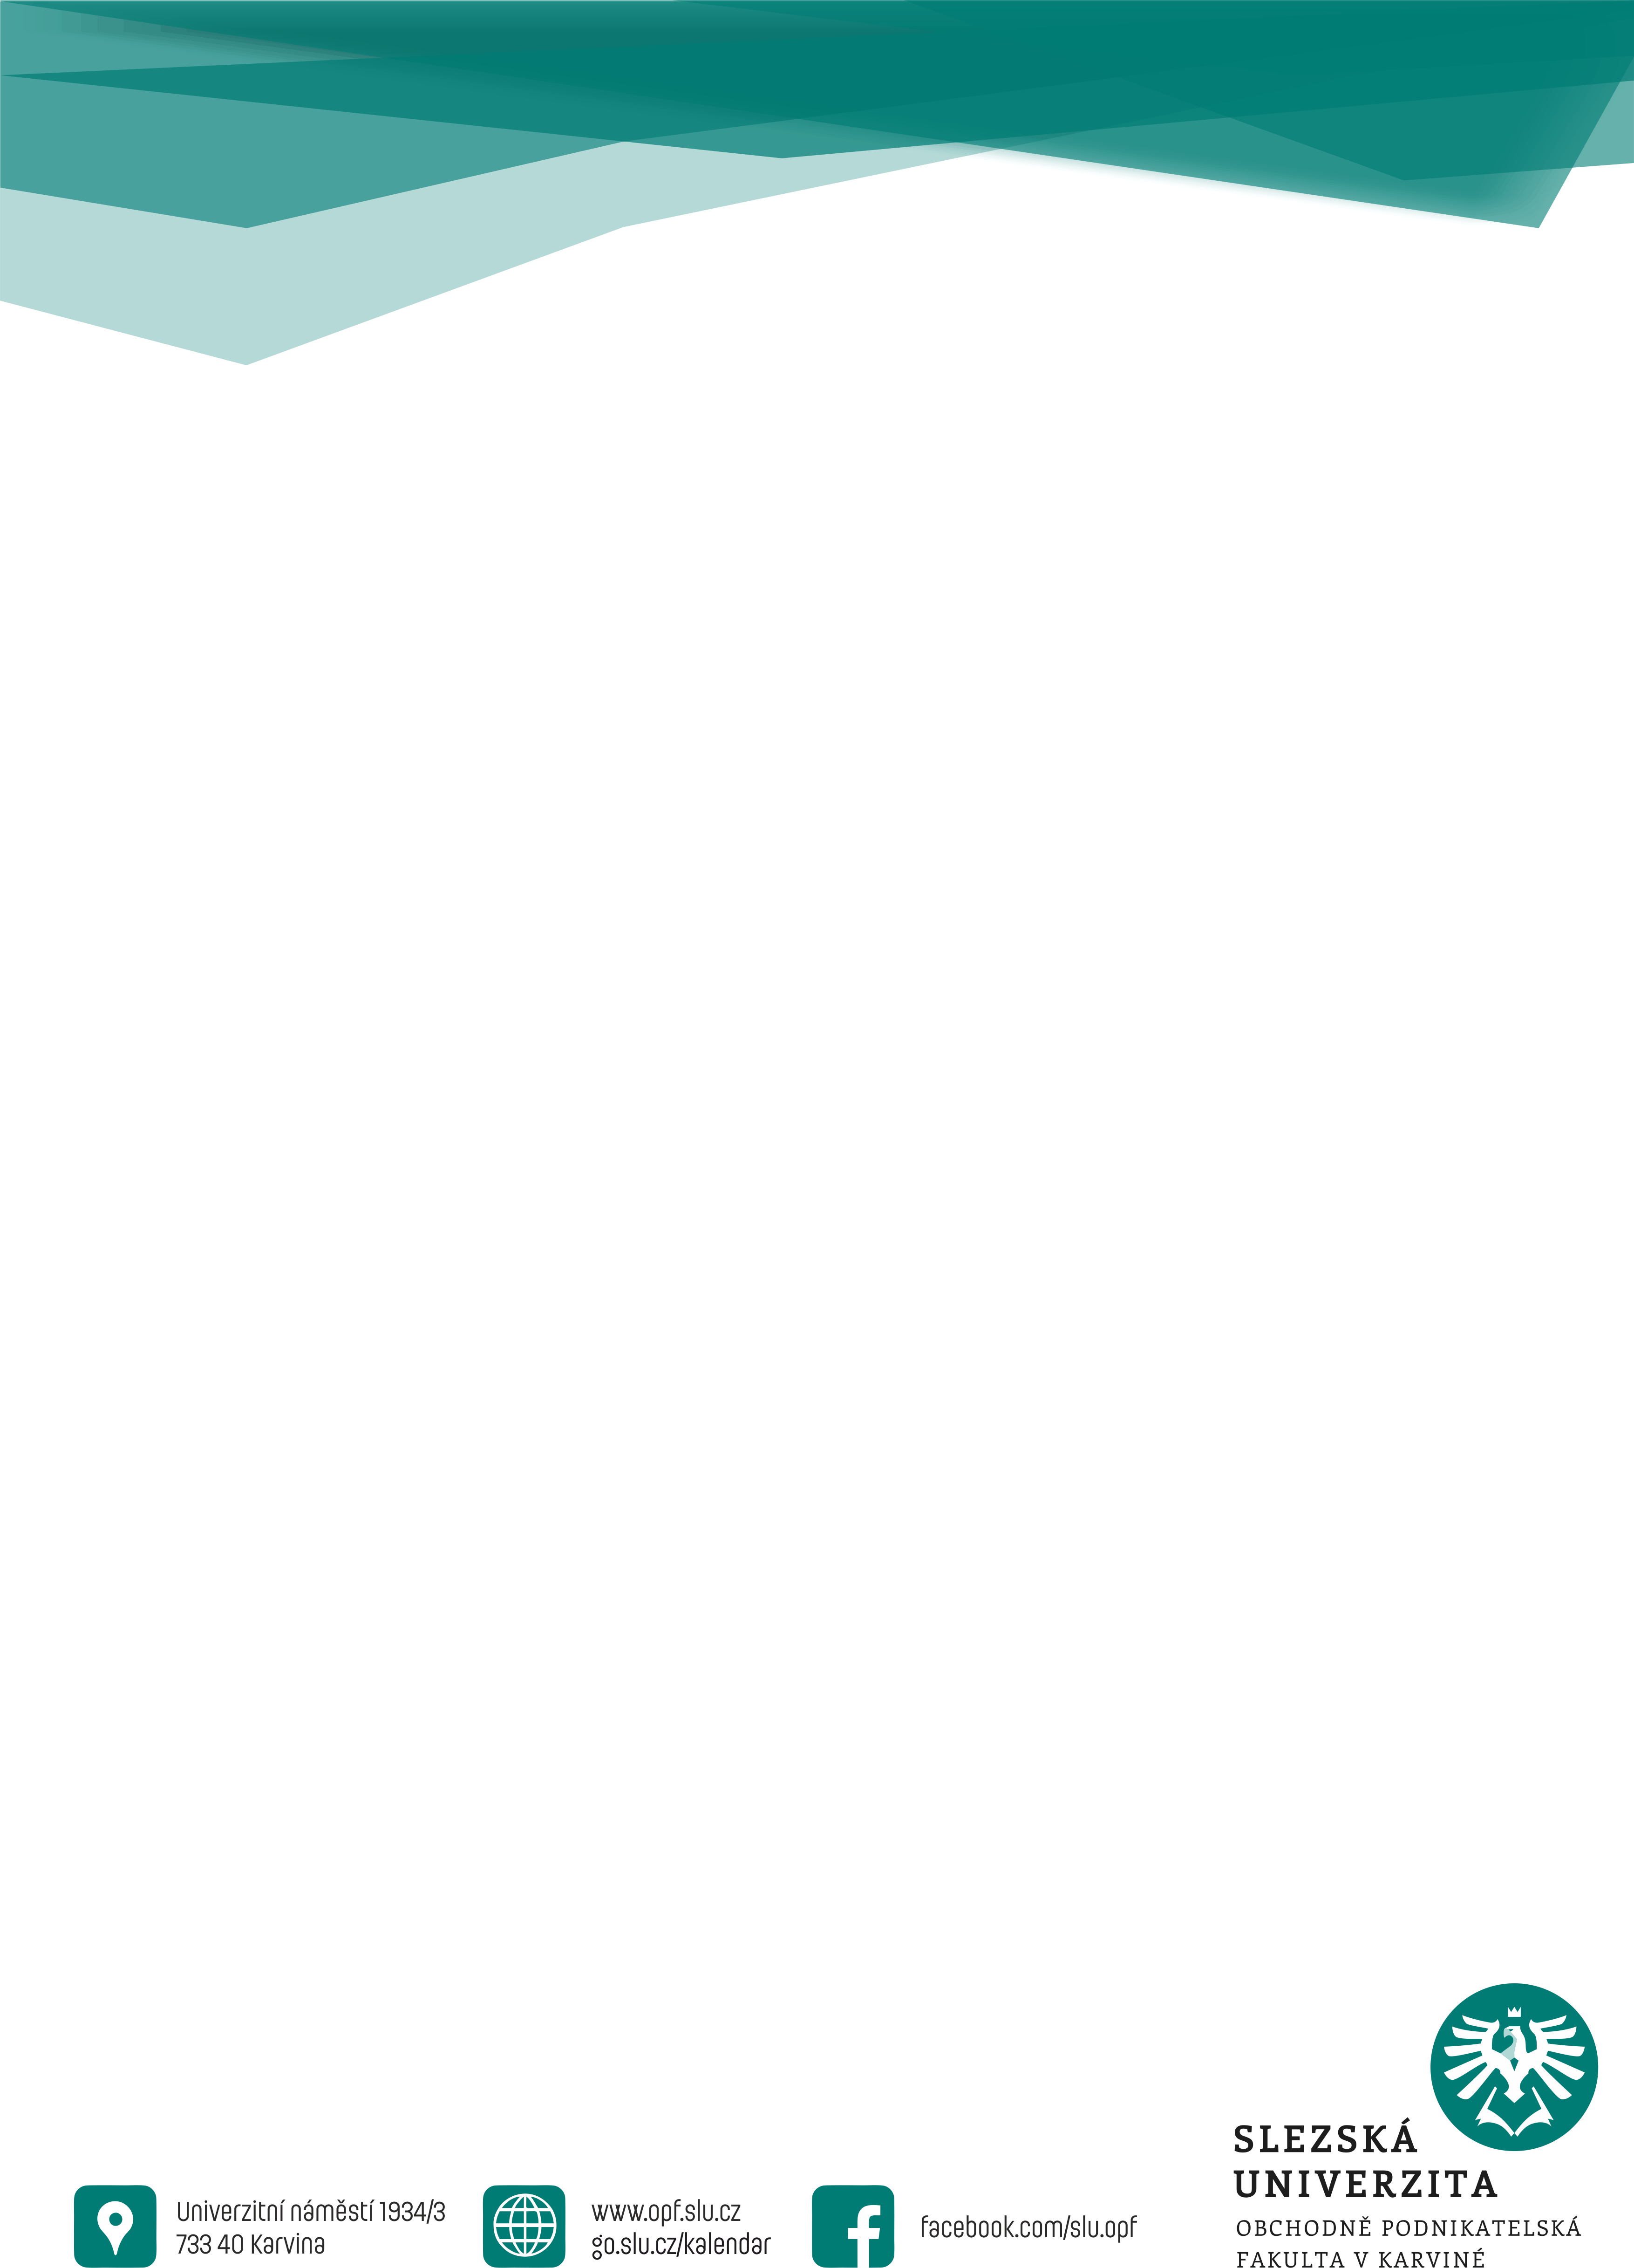 SLEZSKÁ
UNIVERZITA
OBCHODNĚ PODNIKATELSKÁ
FAKULTA V KARVINÉ
Univerzitní náměstí 1934/3
733 40 Karvina
www.opf.slu.cz
go.slu.cz/kalendar
facebook.com/slu.opf